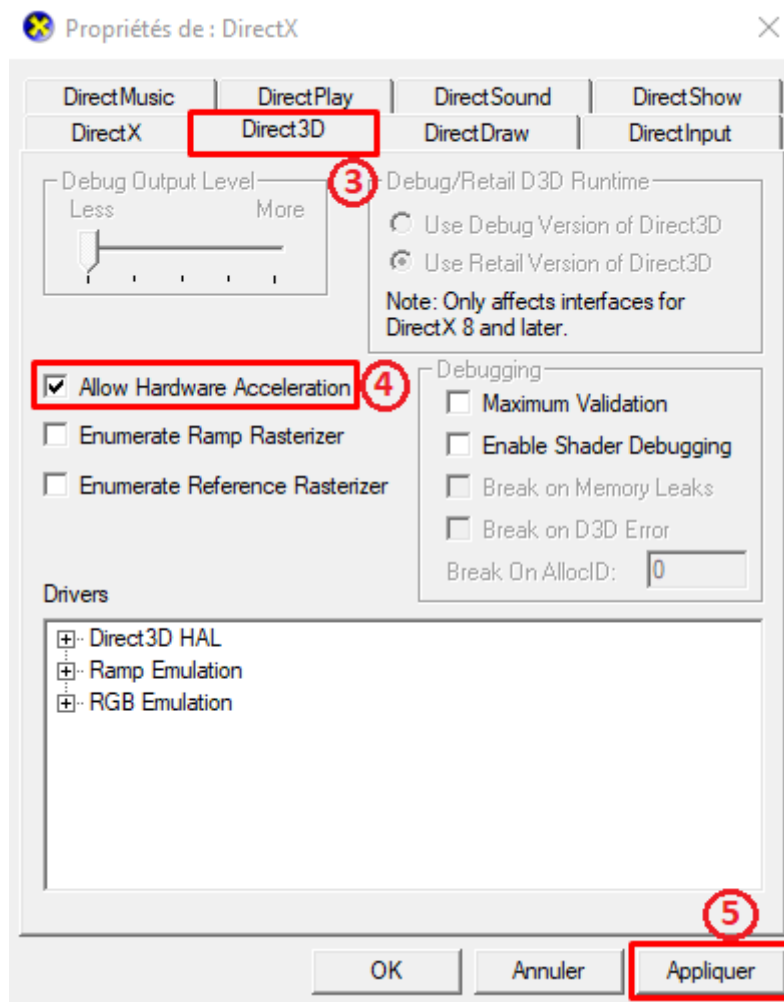 Propriétés de : DirectX
DirectMusic DirectPlay DirectSound DirectShow
DirectX Direct3D DirectDraw DirectInput
3
Debug Output Level
Less More
Debug/Retail D3D Runtime
Use Debug Version of Direct3D
Use Retail Version of Direct3D
Note: Only affects interfaces for
DirectX 8 and later.
Allow Hardware Acceleration
4
Enumerate Ramp Rasterizer
Enumerate Reference Rasterizer
Debugging
Maximum Validation
Enable Shader Debugging
Break on Memory Leaks
Break on D3D Error
Break On AllocID: 0
Drivers
Direct3D HAL
Ramp Emulation
RGB Emulation
5
OK Annuler Appliquer